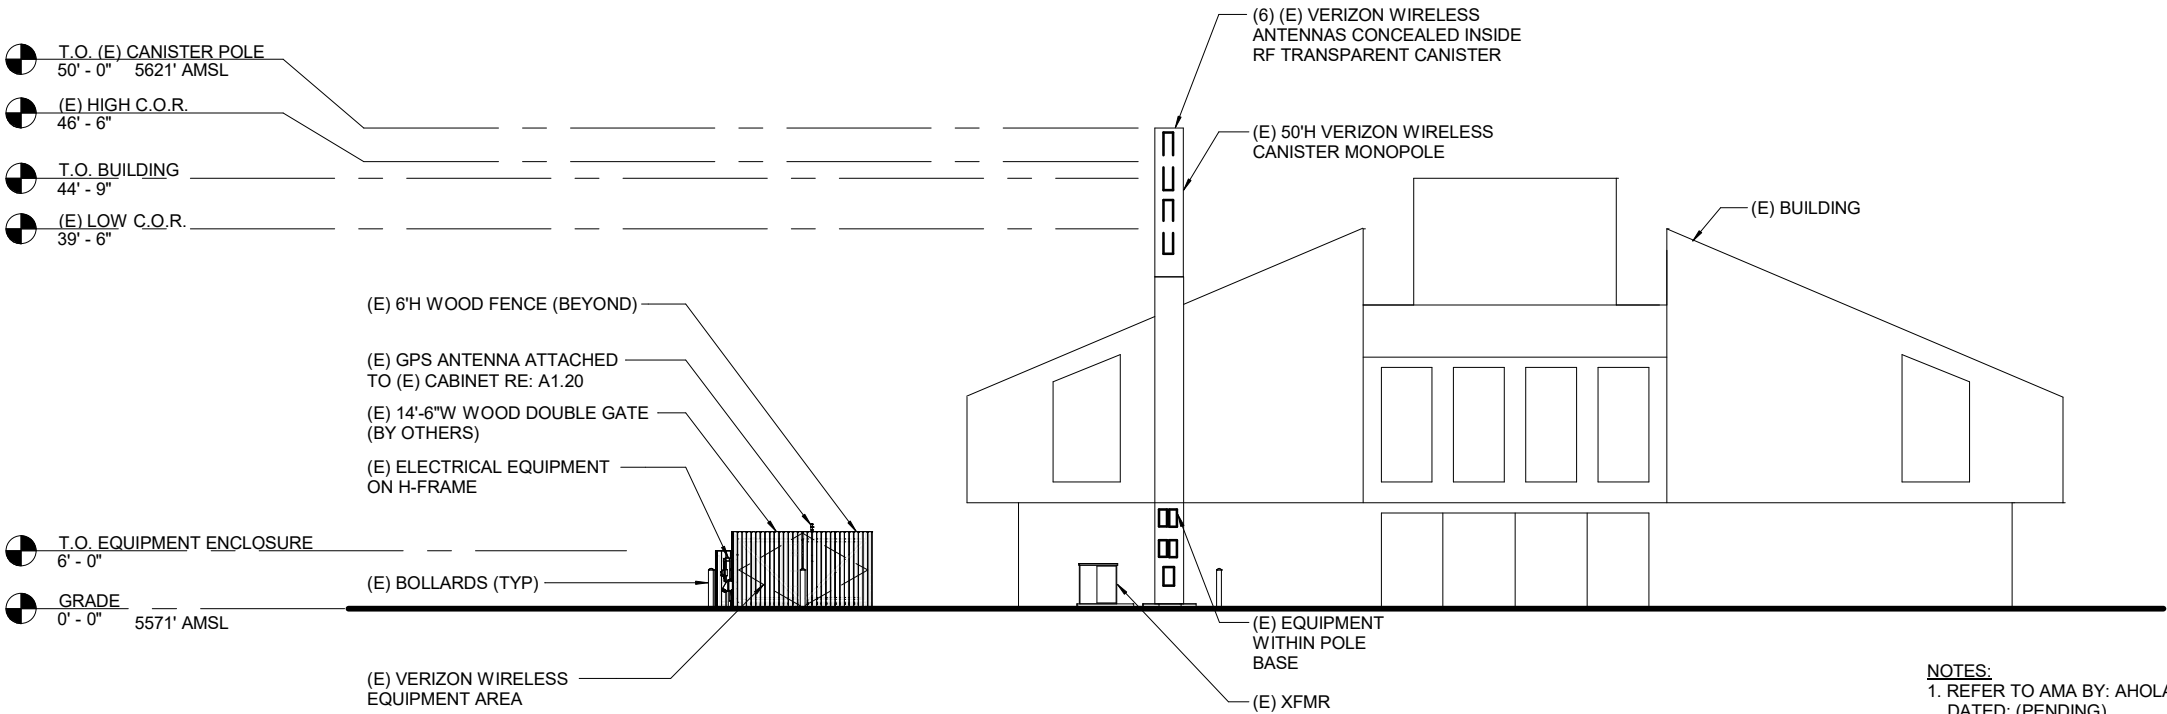 T.O. (E) CANISTER POLE
50' - 0" 5621' AMSL
(E) HIGH C.O.R.
46' - 6"
T.O. BUILDING
44' - 9"
(E) LOW C.O.R.
39' - 6"
T.O. EQUIPMENT ENCLOSURE
6' - 0"
GRADE
0' - 0" 5571' AMSL
(E) 6'H WOOD FENCE (BEYOND)
(E) GPS ANTENNA ATTACHED
TO (E) CABINET RE: A1.20
(E) 14'-6"W WOOD DOUBLE GATE
(BY OTHERS)
(E) ELECTRICAL EQUIPMENT
ON H-FRAME
(E) BOLLARDS (TYP)
(E) VERIZON WIRELESS
EQUIPMENT AREA
(6) (E) VERIZON WIRELESS
ANTENNAS CONCEALED INSIDE
RF TRANSPARENT CANISTER
(E) 50'H VERIZON WIRELESS
CANISTER MONOPOLE
(E) BUILDING
(E) EQUIPMENT
WITHIN POLE
BASE
(E) XFMR
NOTES:
1. REFER TO AMA BY: AHOLA
DATED: (PENDING)